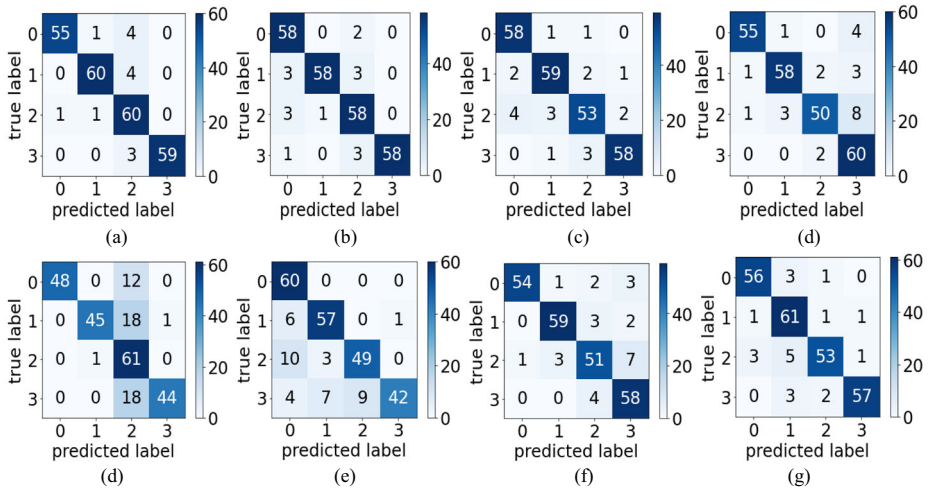 0 55 1 4 0
1 0 60 4 0
2 1 1 60 0
3 0 0 3 59
0 1 2 3
true label
predicted label
60
40
20
0
(a)
0 58 0 2 0
1 3 58 3 0
2 3 1 58 0
3 1 0 3 58
0 1 2 3
true label
predicted label
40
20
0
(b)
0 58 1 1 0
1 2 59 2 1
2 4 3 53 2
3 0 1 3 58
0 1 2 3
true label
predicted label
40
20
0
(c)
0 55 1 0 4
1 1 58 2 3
2 1 3 50 8
3 0 0 2 60
0 1 2 3
true label
predicted label
60
40
20
0
(d)
0 48 0 12 0
1 0 45 18 1
2 0 1 61 0
3 0 0 18 44
0 1 2 3
true label
predicted label
60
40
20
0
(d)
0 60 0 0 0
1 6 57 0 1
2 10 3 49 0
3 4 7 9 42
0 1 2 3
true label
predicted label
60
40
20
0
(e)
0 54 1 2 3
1 0 59 3 2
2 1 3 51 7
3 0 0 4 58
0 1 2 3
true label
predicted label
40
20
0
(f)
0 56 3 1 0
1 1 61 1 1
2 3 5 53 1
3 0 3 2 57
0 1 2 3
true label
predicted label
60
40
20
0
(g)